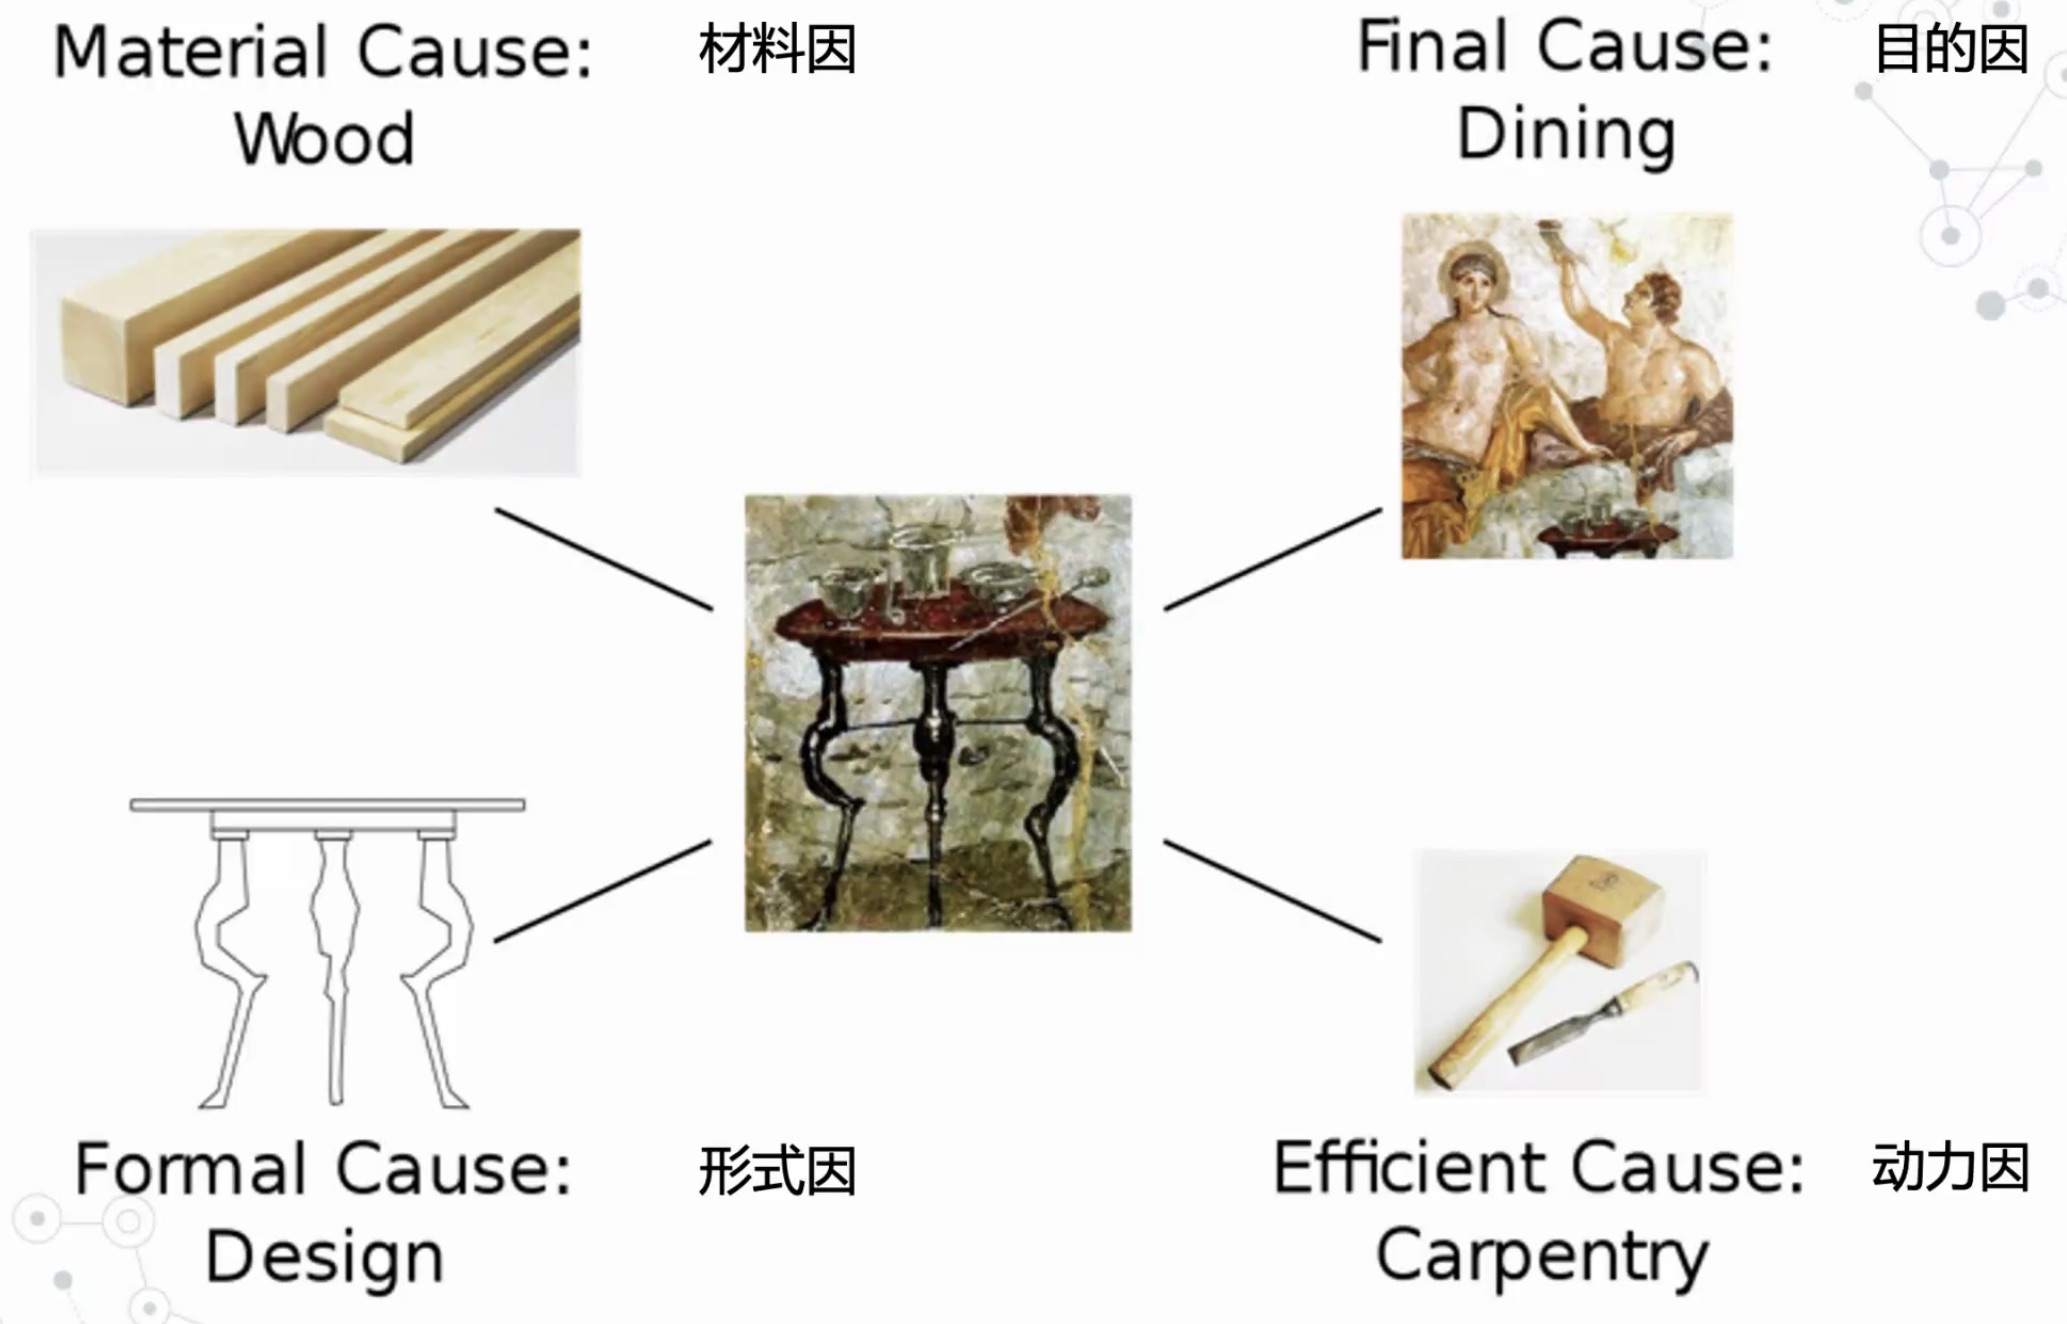 Material Cause:
Wood
材料因
Final Cause:
Dining
目的因
Formal Cause:
Design
形式因
Efficient Cause:
Carpentry
动力因